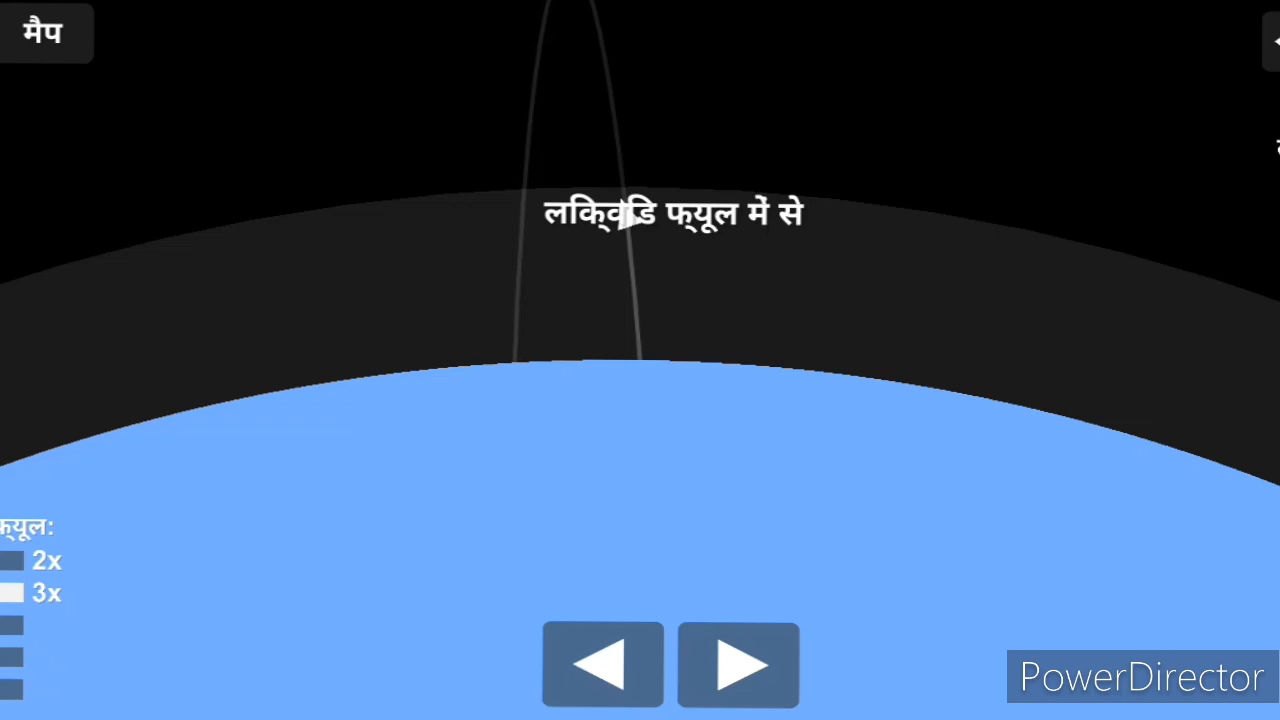 मैप
लिक्विड फ्यूल में से
फ्यूल:
2x
3x
PowerDirector